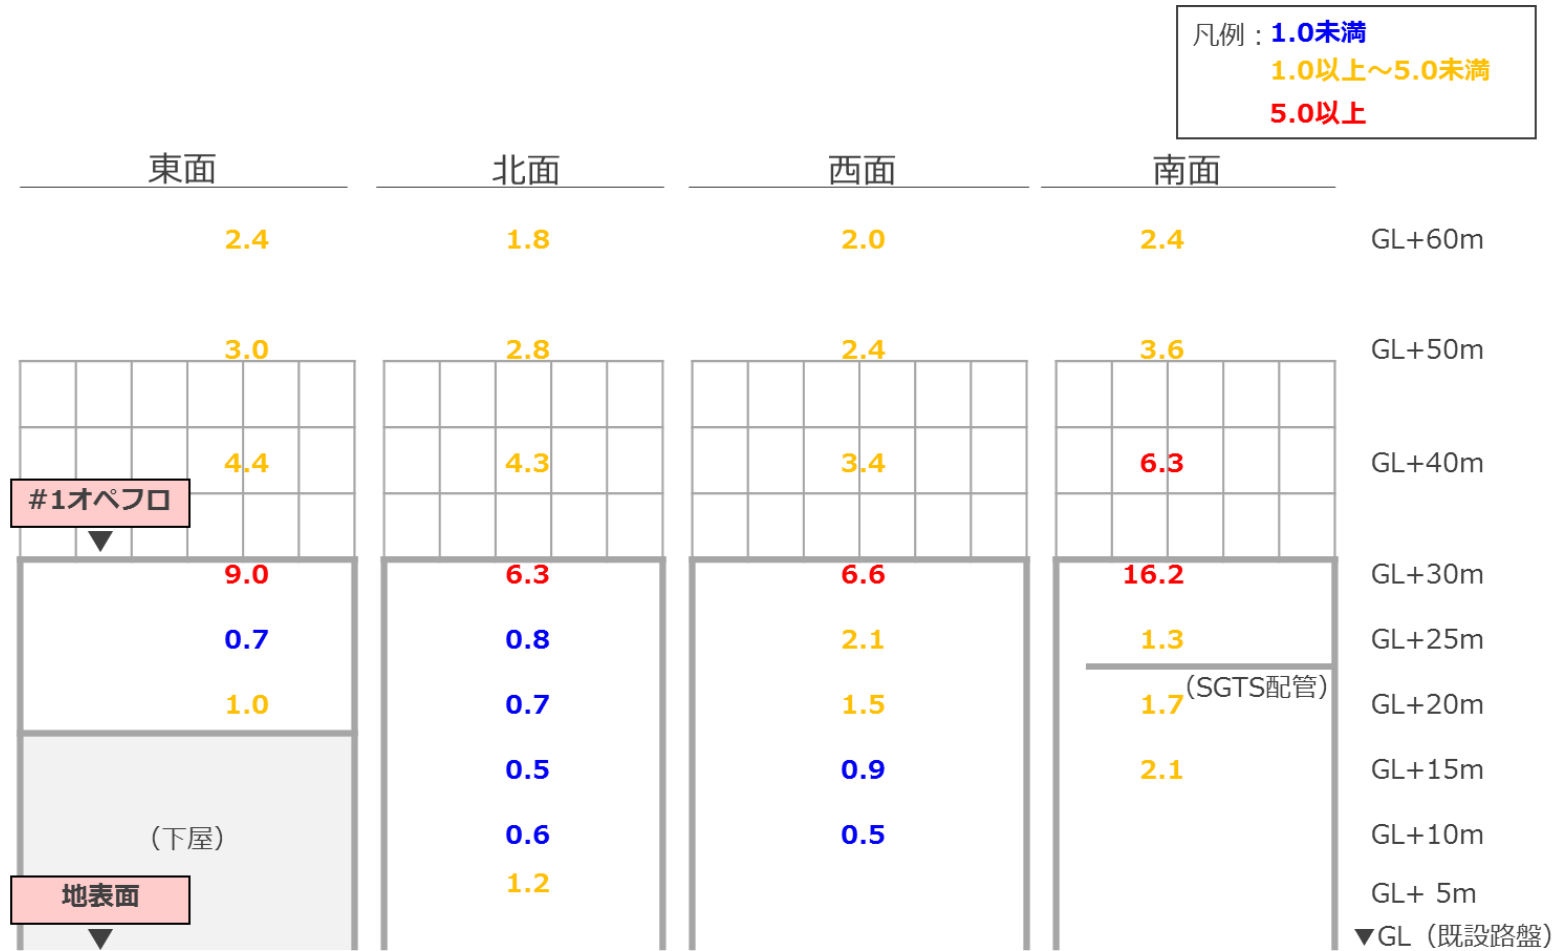 凡例：1.0未満
1.0以上～5.0未満
5.0以上
東面 北面 西面 南面
2.4 1.8 2.0 2.4 GL+60m
3.0 2.8 2.4 3.6 GL+50m
4.4 4.3 3.4 6.3 GL+40m
#1オペフロ
▼
9.0 6.3 6.6 16.2 GL+30m
0.7 0.8 2.1 1.3 GL+25m
（SGTS配管）
1.0 0.7 1.5 1.7 GL+20m
0.5 0.9 2.1 GL+15m
（下屋） 0.6 0.5 GL+10m
1.2 GL+ 5m
地表面
▼ ▼GL（既設路盤）